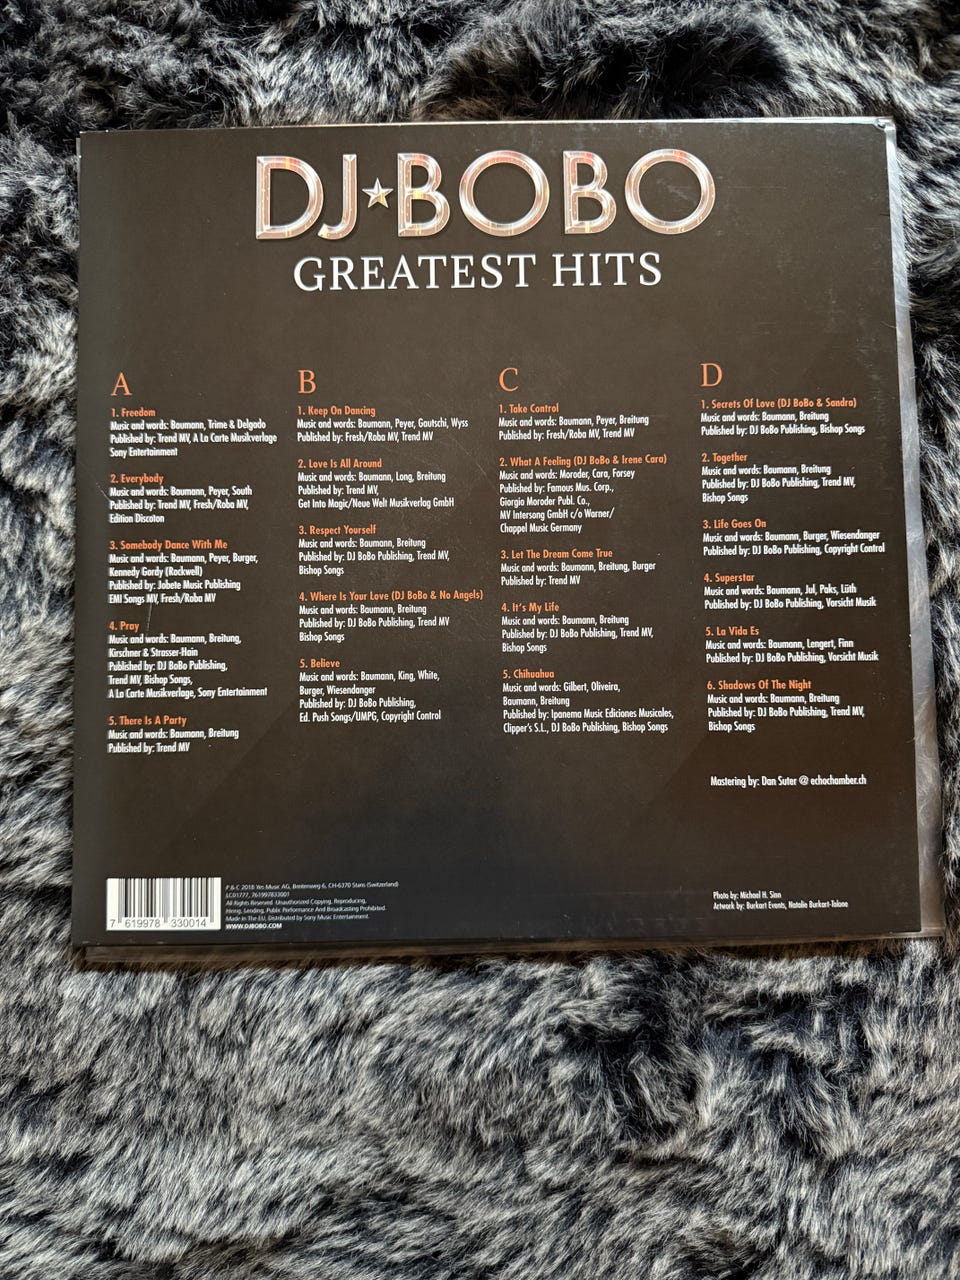 DJ★BOBO
GREATEST HITS
A
1. Freedom
Music and words: Baumann, Trime & Delgado
Published by: Trend MV, A La Carte Musikverlage
Sony Entertainment
2. Everybody
Music and words: Baumann, Peyer, South
Published by: Trend MV, Fresh/Roba MV,
Edition Discoton
3. Somebody Dance With Me
Music and words: Baumann, Peyer, Burger,
Kennedy Gordy (Rockwell)
Published by: Jobete Music Publishing
EMI Songs MV, Fresh/Roba MV
4. Pray
Music and words: Baumann, Breitung,
Kirschner & Strasser-Hain
Published by: DJ BoBo Publishing,
Trend MV, Bishop Songs,
A La Carte Musikverlage, Sony Entertainment
5. There Is A Party
Music and words: Baumann, Breitung
Published by: Trend MV
B
1. Keep On Dancing
Music and words: Baumann, Peyer, Gautschi, Wyss
Published by: Fresh/Roba MV, Trend MV
2. Love Is All Around
Music and words: Baumann, Long, Breitung
Published by: Trend MV,
Get Into Magic/Neue Welt Musikverlag GmbH
3. Respect Yourself
Music and words: Baumann, Breitung
Published by: DJ BoBo Publishing, Trend MV,
Bishop Songs
4. Where Is Your Love (DJ BoBo & No Angels)
Music and words: Baumann, Breitung
Published by: DJ BoBo Publishing, Trend MV
Bishop Songs
5. Believe
Music and words: Baumann, King, White,
Burger, Wiesendanger
Published by: DJ BoBo Publishing,
Ed. Push Songs/UMPG, Copyright Control
C
1. Take Control
Music and words: Baumann, Peyer, Breitung
Published by: Fresh/Roba MV, Trend MV
2. What A Feeling (DJ BoBo & Irene Cara)
Music and words: Moroder, Cara, Forsey
Published by: Famous Mus. Corp.,
Giorgio Moroder Publ. Co.,
MV Intersong GmbH c/o Warner/
Chappel Music Germany
3. Let The Dream Come True
Music and words: Baumann, Breitung, Burger
Published by: Trend MV
4. It's My Life
Music and words: Baumann, Breitung
Published by: DJ BoBo Publishing, Trend MV,
Bishop Songs
5. Chihuahua
Music and words: Gilbert, Oliveira,
Baumann, Breitung
Published by: Ipanema Music Ediciones Musicales,
Clipper's S.L., DJ BoBo Publishing, Bishop Songs
D
1. Secrets Of Love (DJ BoBo & Sandra)
Music and words: Baumann, Breitung
Published by: DJ BoBo Publishing, Bishop Songs
2. Together
Music and words: Baumann, Breitung
Published by: DJ BoBo Publishing, Trend MV,
Bishop Songs
3. Life Goes On
Music and words: Baumann, Burger, Wiesendanger
Published by: DJ BoBo Publishing, Copyright Control
4. Superstar
Music and words: Baumann, Jul, Paks, Lüth
Published by: DJ BoBo Publishing, Vorsicht Musik
5. La Vida Es
Music and words: Baumann, Lengert, Finn
Published by: DJ BoBo Publishing, Vorsicht Musik
6. Shadows Of The Night
Music and words: Baumann, Breitung
Published by: DJ BoBo Publishing, Trend MV,
Bishop Songs
Mastering by: Dan Suter @ echochamber.ch
7 619978 330014
P & C 2018 Yes Music AG, Breitenweg 6, CH-6370 Stans (Switzerland)
LC01777, 761997833001
All Rights Reserved. Unauthorized Copying, Reproducing,
Hiring, Lending, Public Performance And Broadcasting Prohibited.
Made In The EU, Distributed by Sony Music Entertainment.
WWW.DJBOBO.COM
Photo by: Michael H. Sinn
Artwork by: Burkart Events, Natalie Burkart-Talone